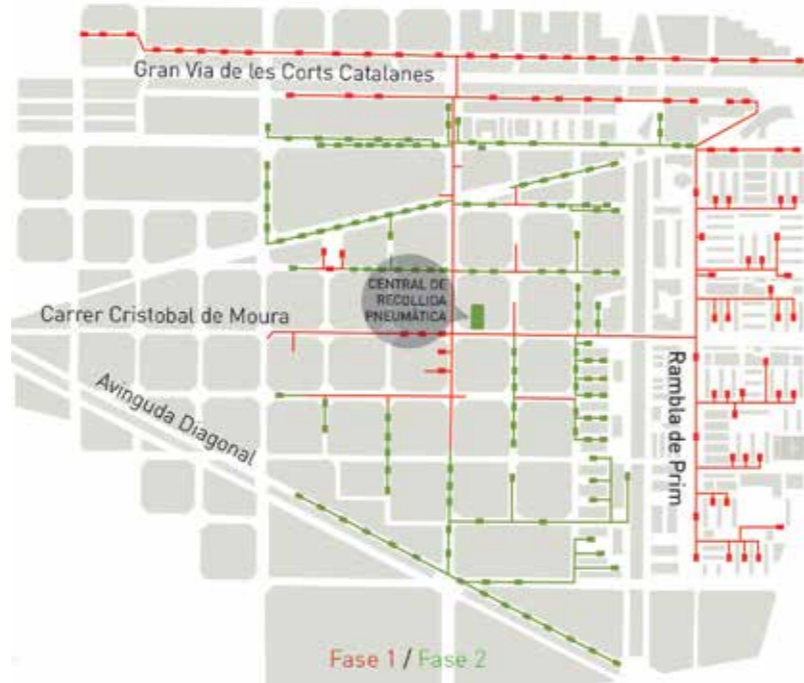 Gran Via de les Corts Catalanes
CENTRAL DE
RECOLLIDA
PNEUMÀTICA
Carrer Cristobal de Moura
Avinguda Diagonal
Rambla de Prim
Fase 1 / Fase 2